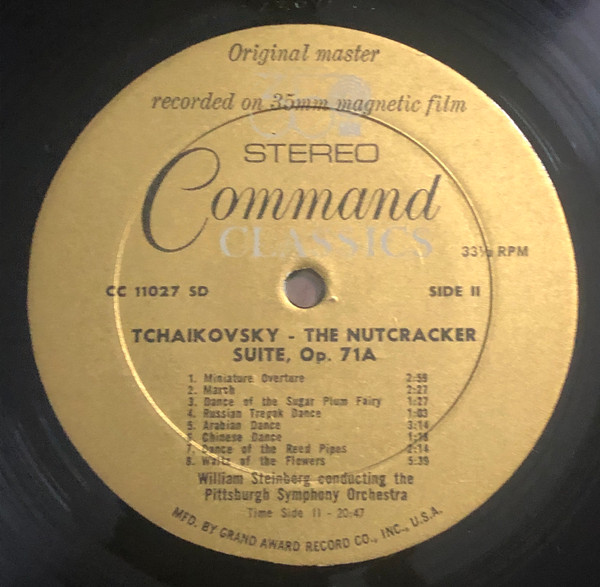 Original master
recorded on 35mm magnetic film
STEREO
Command
CLASSICS
33⅓ RPM
CC 11027 SD
SIDE II
TCHAIKOVSKY - THE NUTCRACKER
SUITE, Op. 71A
1. Miniature Overture 2:59
2. March 2:27
3. Dance of the Sugar Plum Fairy 1:27
4. Russian Trepak Dance 1:03
5. Arabian Dance 3:14
6. Chinese Dance
7. Dance of the Reed Pipes 2:14
8. Waltz of the Flowers 5:39
William Steinberg conducting the
Pittsburgh Symphony Orchestra
Time Side II - 20:47
MFD. BY GRAND AWARD RECORD CO., INC., U.S.A.